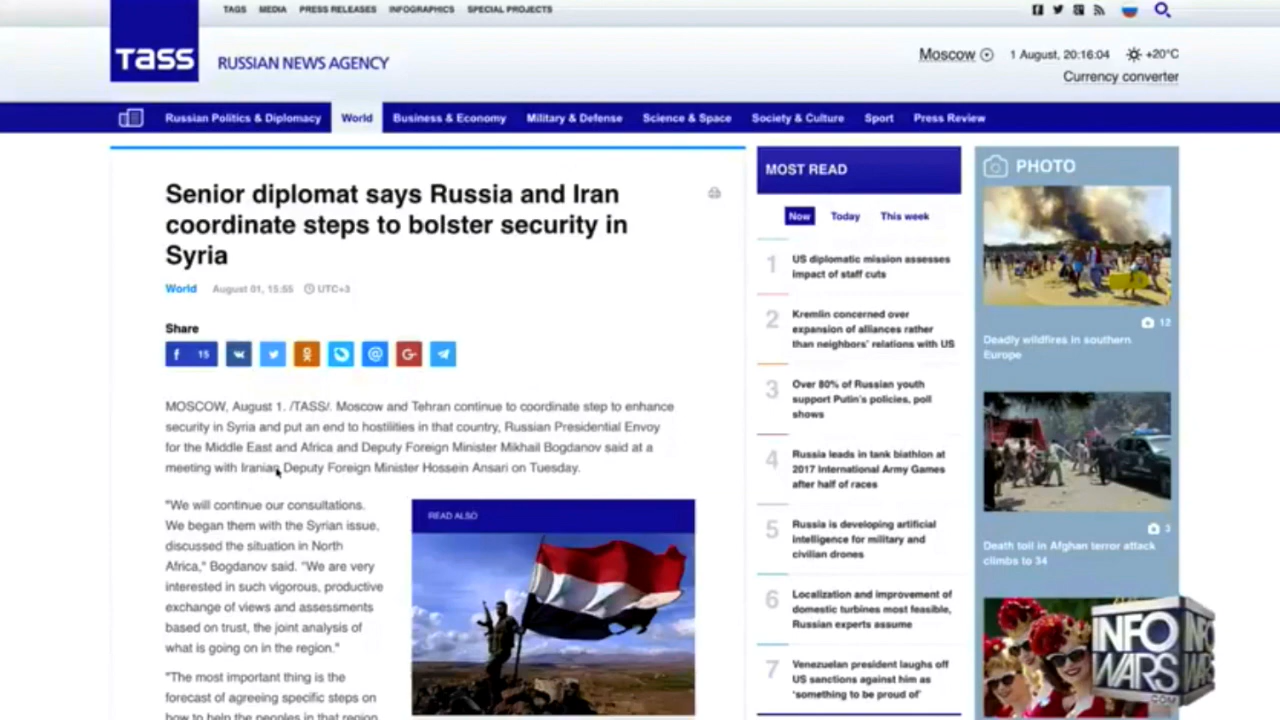 TAGS MEDIA PRESS RELEASES INFOGRAPHICS SPECIAL PROJECTS
TASS
RUSSIAN NEWS AGENCY
Moscow 1 August, 20:16:04 +20°C
Currency converter
Russian Politics & Diplomacy World Business & Economy Military & Defense Science & Space Society & Culture Sport Press Review
Senior diplomat says Russia and Iran
coordinate steps to bolster security in
Syria
World August 01, 15:55 UTC+3
Share
15
MOSCOW, August 1. /TASS/. Moscow and Tehran continue to coordinate step to enhance
security in Syria and put an end to hostilities in that country, Russian Presidential Envoy
for the Middle East and Africa and Deputy Foreign Minister Mikhail Bogdanov said at a
meeting with Iranian Deputy Foreign Minister Hossein Ansari on Tuesday.
"We will continue our consultations.
We began them with the Syrian issue,
discussed the situation in North
Africa," Bogdanov said. "We are very
interested in such vigorous, productive
exchange of views and assessments
based on trust, the joint analysis of
what is going on in the region."
"The most important thing is the
forecast of agreeing specific steps on
how to help the peoples in that region
READ ALSO
MOST READ
Now Today This week
1
US diplomatic mission assesses
impact of staff cuts
2
Kremlin concerned over
expansion of alliances rather
than neighbors' relations with US
3
Over 80% of Russian youth
support Putin's policies, poll
shows
4
Russia leads in tank biathlon at
2017 International Army Games
after half of races
5
Russia is developing artificial
intelligence for military and
civilian drones
6
Localization and improvement of
domestic turbines most feasible,
Russian experts assume
7
Venezuelan president laughs off
US sanctions against him as
'something to be proud of'
PHOTO
12
Deadly wildfires in southern
Europe
3
Death toll in Afghan terror attack
climbs to 34
INFO
WARS
.COM